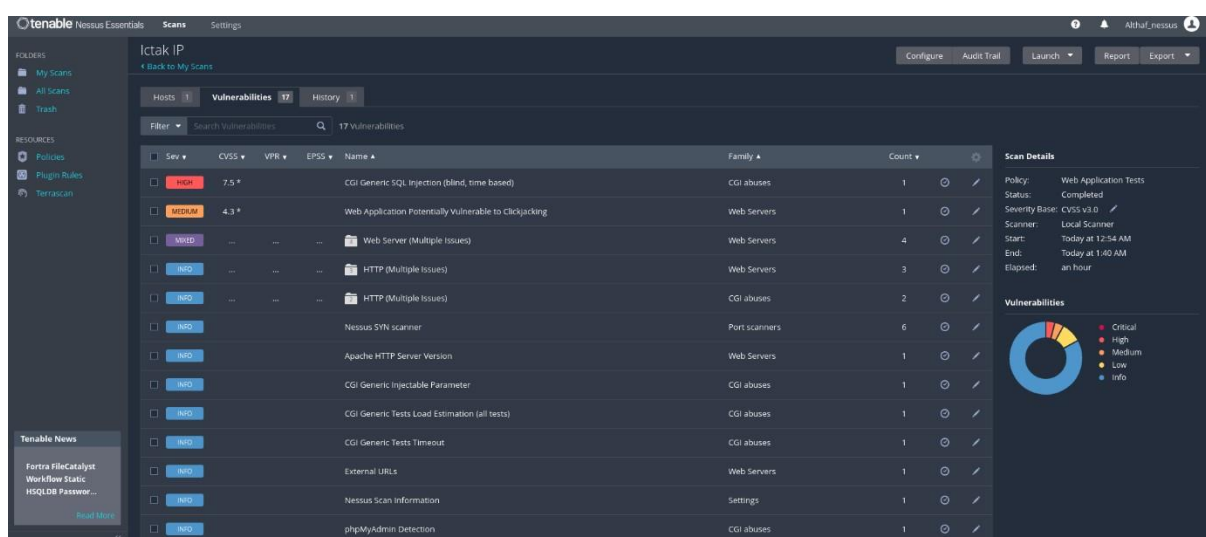 tenable Nessus Essentials Scans Settings Althaf_nessus
FOLDERS
My Scans
All Scans
Trash
RESOURCES
Policies
Plugin Rules
Terrascan
Tenable News
Fortra FileCatalyst
Workflow Static
HSQLDB Passwor...
Read More
Ictak IP
Back to My Scans
Configure Audit Trail Launch Report Export
Hosts 1 Vulnerabilities 17 History 1
Filter Search Vulnerabilities 17 Vulnerabilities
Sev CVSS VPR EPSS Name Family Count
HIGH 7.5 * CGI Generic SQL Injection (blind, time based) CGI abuses 1
MEDIUM 4.3 * Web Application Potentially Vulnerable to Clickjacking Web Servers 1
MIXED ... ... ... Web Server (Multiple Issues) Web Servers 4
INFO ... ... ... HTTP (Multiple Issues) Web Servers 3
INFO ... ... ... HTTP (Multiple Issues) CGI abuses 2
INFO Nessus SYN scanner Port scanners 6
INFO Apache HTTP Server Version Web Servers 1
INFO CGI Generic Injectable Parameter CGI abuses 1
INFO CGI Generic Tests Load Estimation (all tests) CGI abuses 1
INFO CGI Generic Tests Timeout CGI abuses 1
INFO External URLs Web Servers 1
INFO Nessus Scan Information Settings 1
INFO phpMyAdmin Detection CGI abuses 1
Scan Details
Policy: Web Application Tests
Status: Completed
Severity Base: CVSS v3.0
Scanner: Local Scanner
Start: Today at 12:54 AM
End: Today at 1:40 AM
Elapsed: an hour
Vulnerabilities
Critical
High
Medium
Low
Info